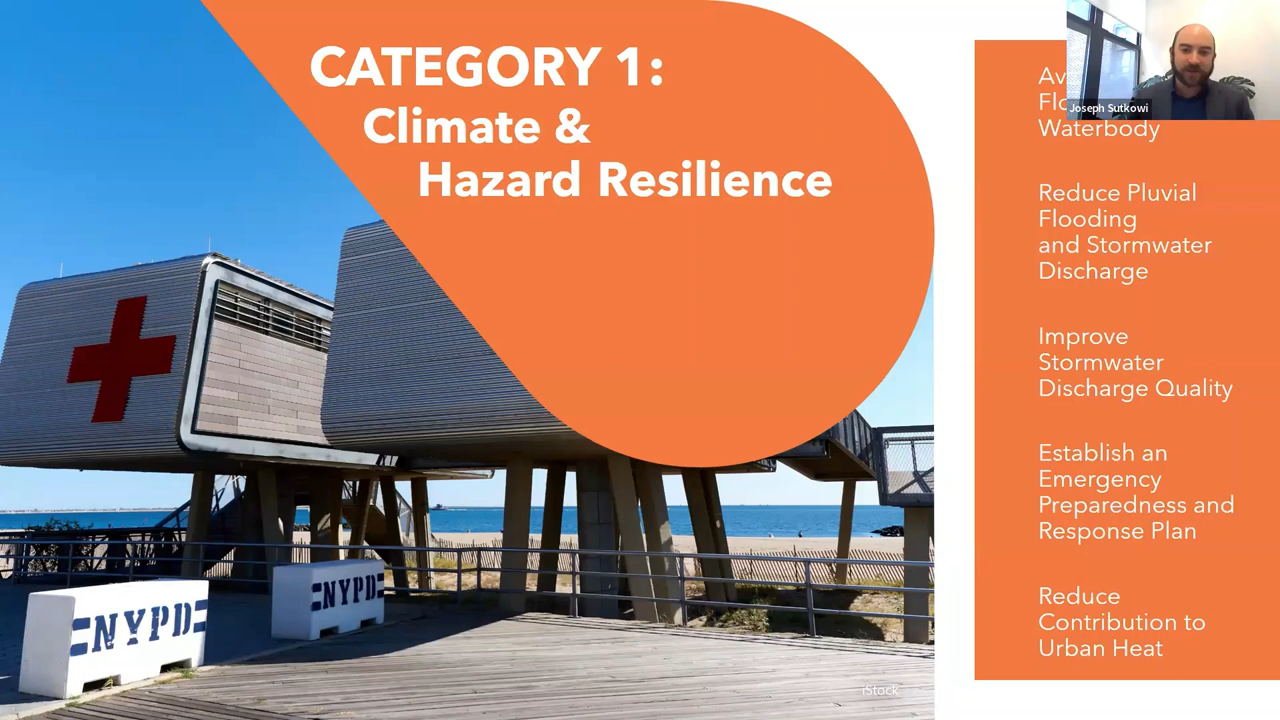 CATEGORY 1:
Climate &
Hazard Resilience
Joseph Sutkowi
Waterbody
Reduce Pluvial
Flooding
and Stormwater
Discharge
Improve
Stormwater
Discharge Quality
Establish an
Emergency
Preparedness and
Response Plan
Reduce
Contribution to
Urban Heat
NYPD
NYPD
iStock